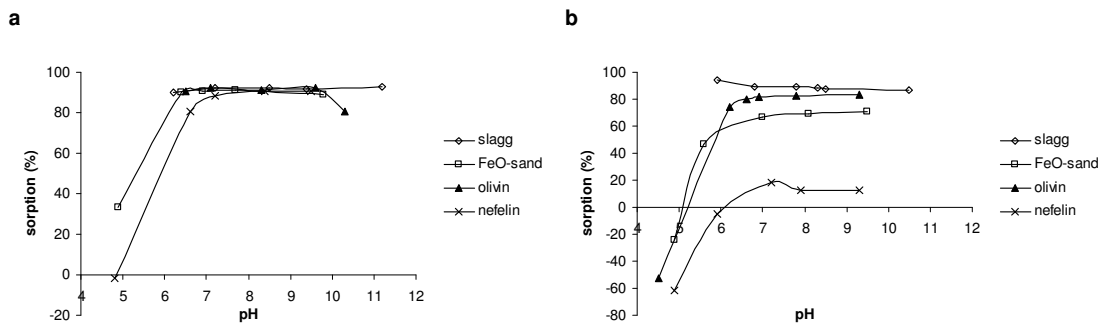 a
b
100
80
60
40
20
0
-20
4 5 6 7 8 9 10 11 12
sorption (%)
pH
slagg
FeO-sand
olivin
nefelin
100
80
60
40
20
0
-20
-40
-60
-80
4 5 6 7 8 9 10 11 12
sorption (%)
pH
slagg
FeO-sand
olivin
nefelin